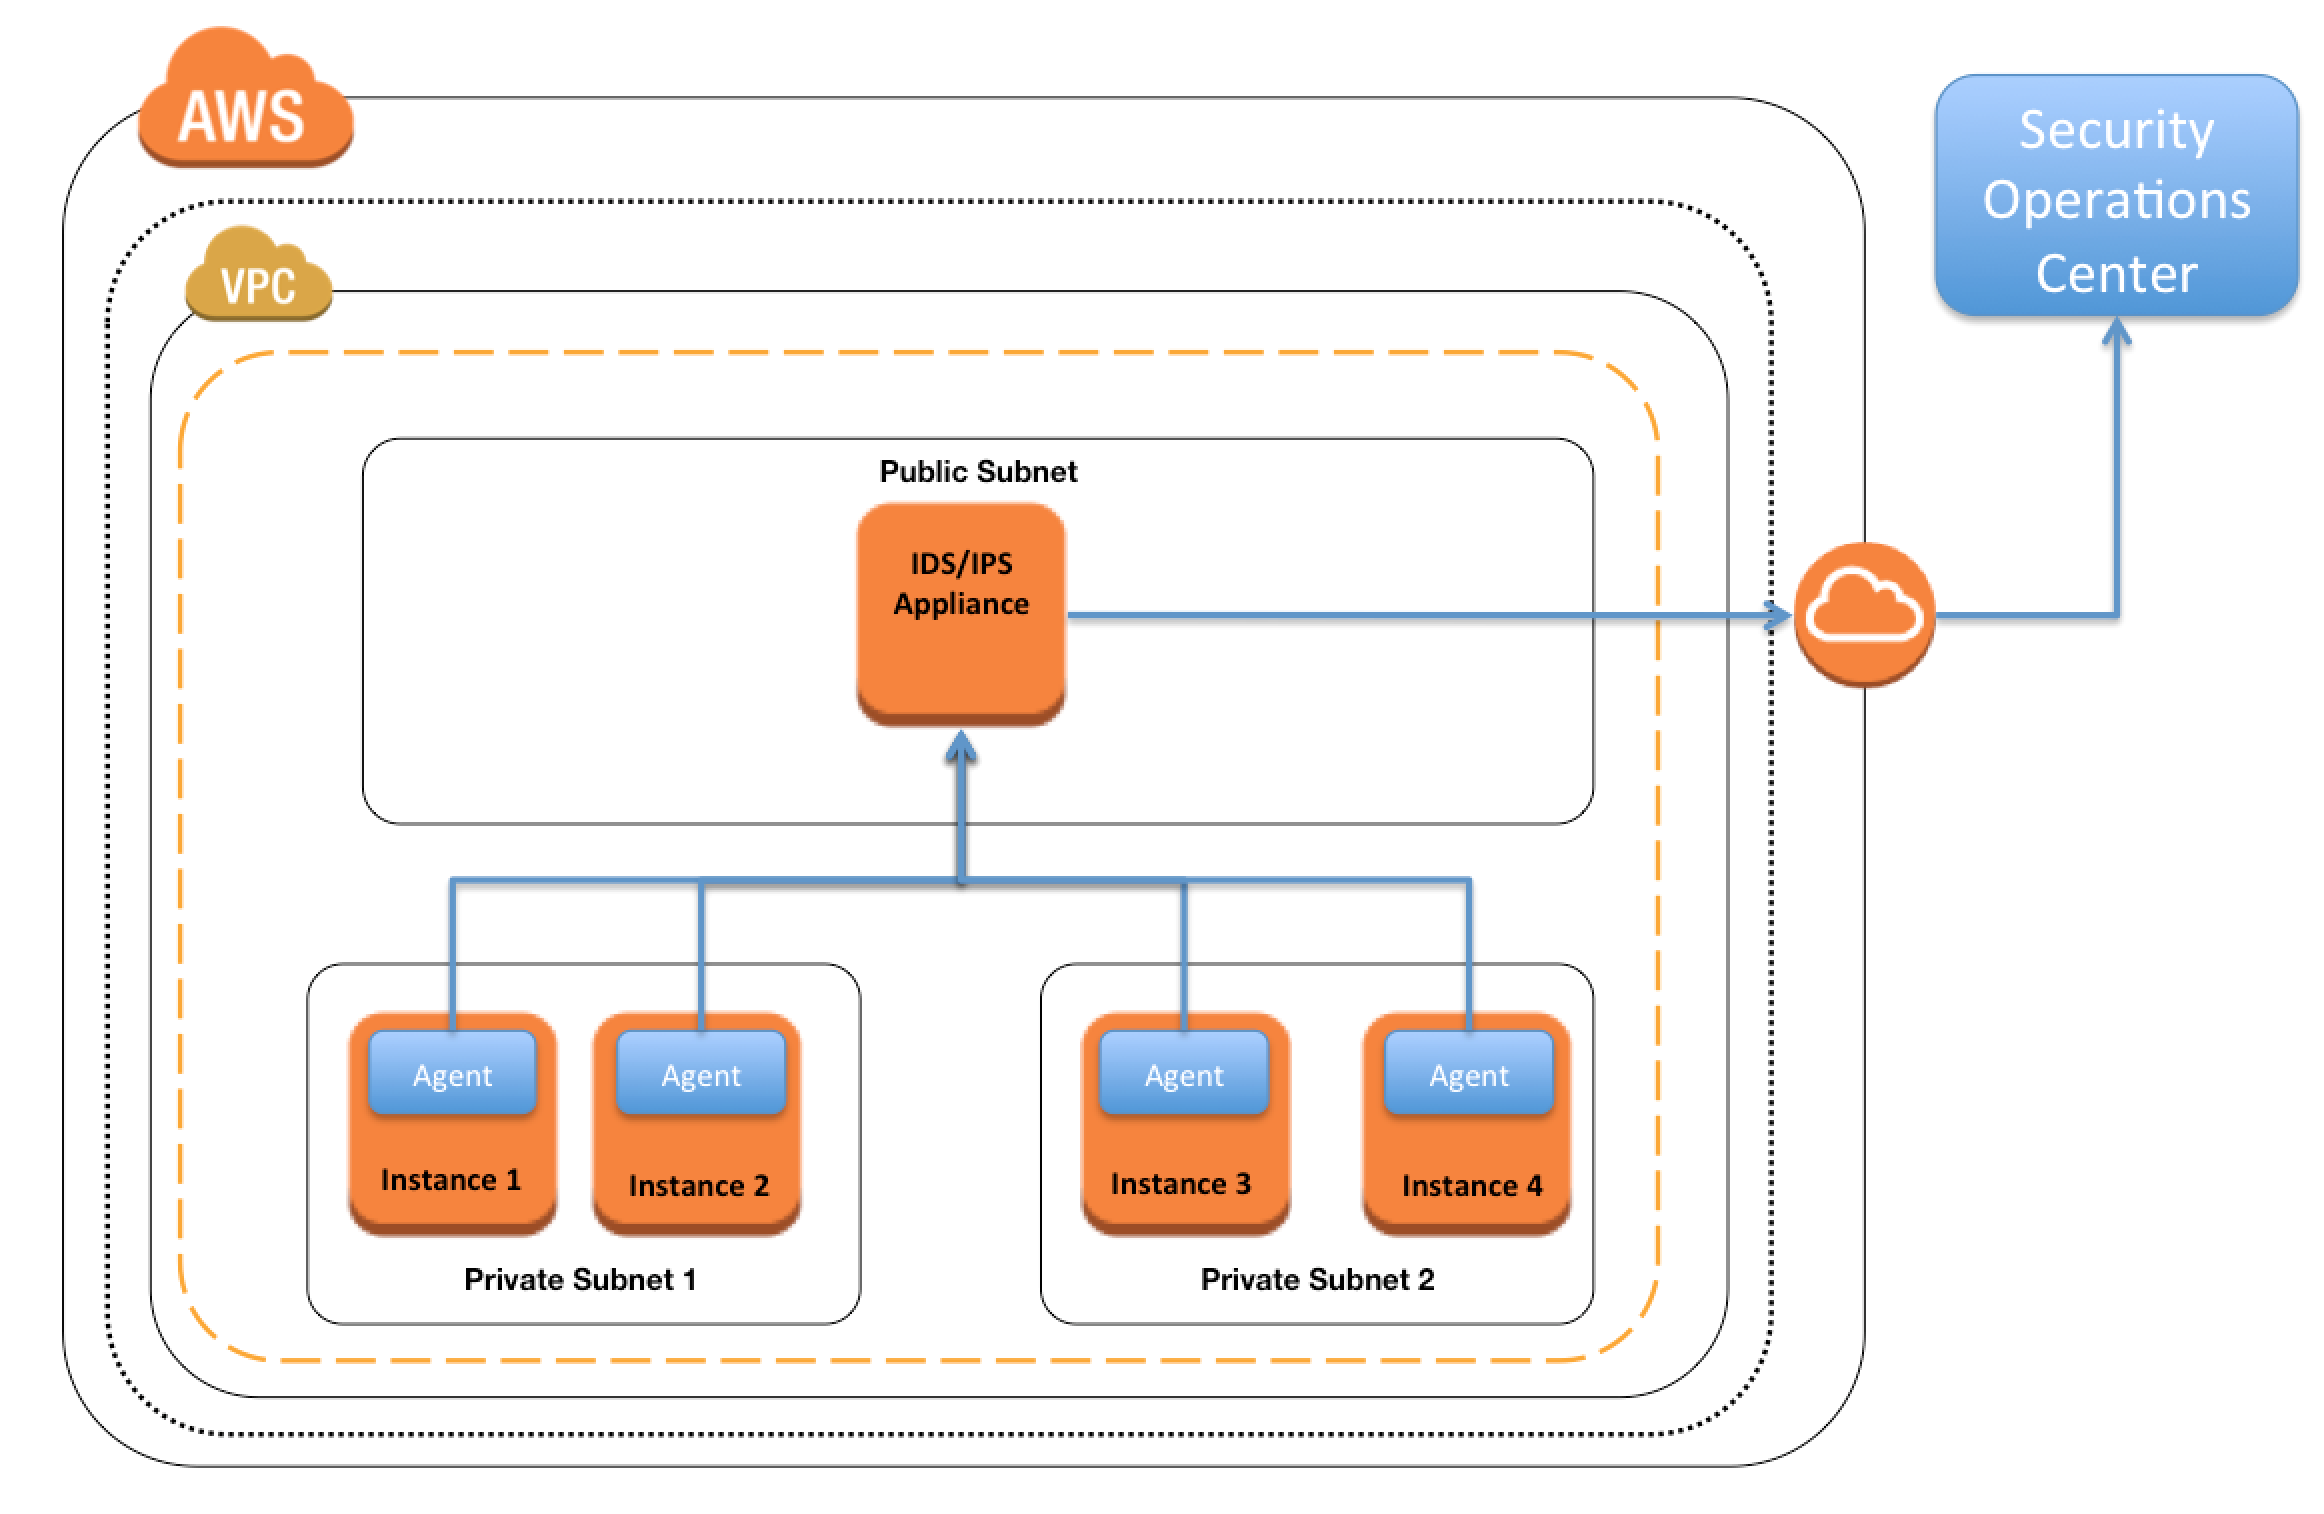 AWS
Security
Operations
Center
VPC
Public Subnet
IDS/IPS
Appliance
Agent
Agent
Agent
Agent
Instance 1
Instance 2
Instance 3
Instance 4
Private Subnet 1
Private Subnet 2